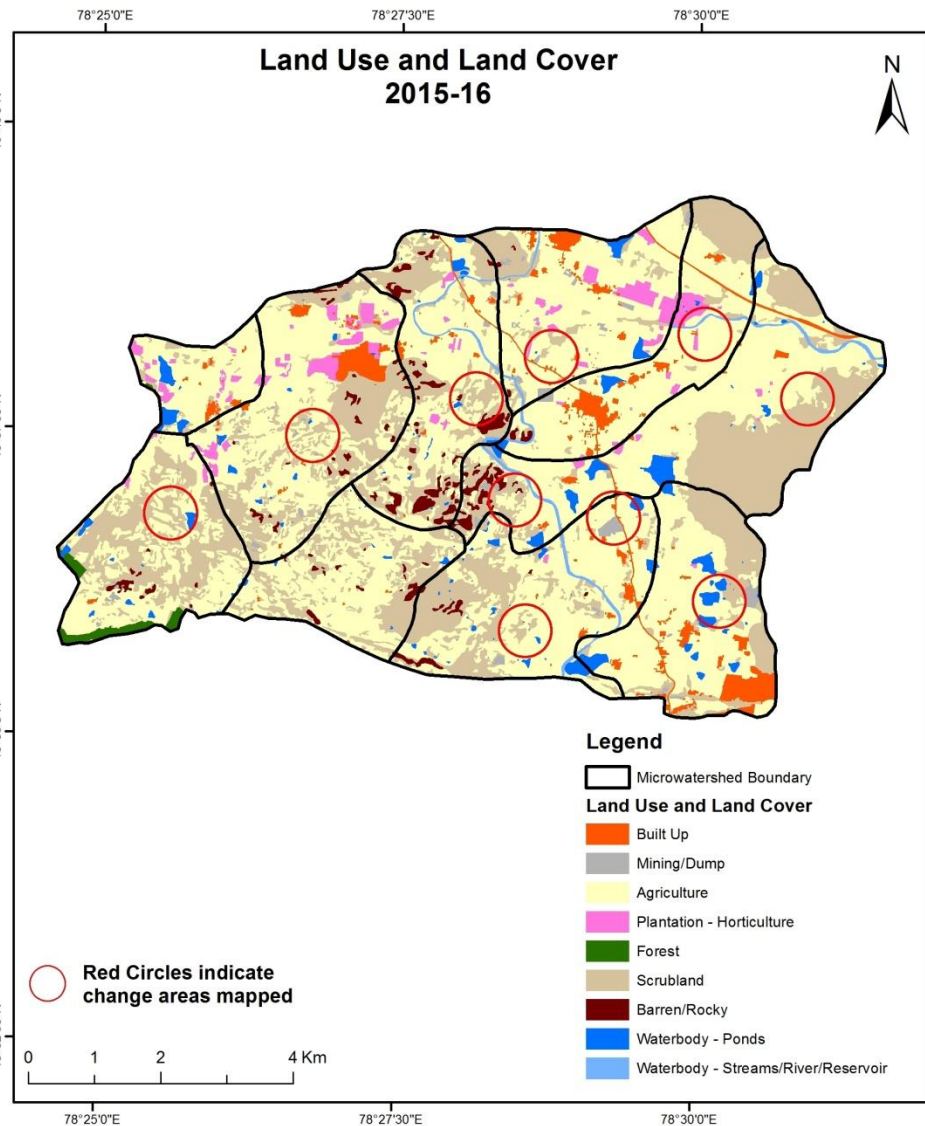 78°25'0"E 78°27'30"E 78°30'0"E
Land Use and Land Cover
2015-16
N
Legend
Microwatershed Boundary
Land Use and Land Cover
Built Up
Mining/Dump
Agriculture
Plantation - Horticulture
Forest
Scrubland
Barren/Rocky
Waterbody - Ponds
Waterbody - Streams/River/Reservoir
Red Circles indicate
change areas mapped
0 1 2 4 Km
78°25'0"E 78°27'30"E 78°30'0"E